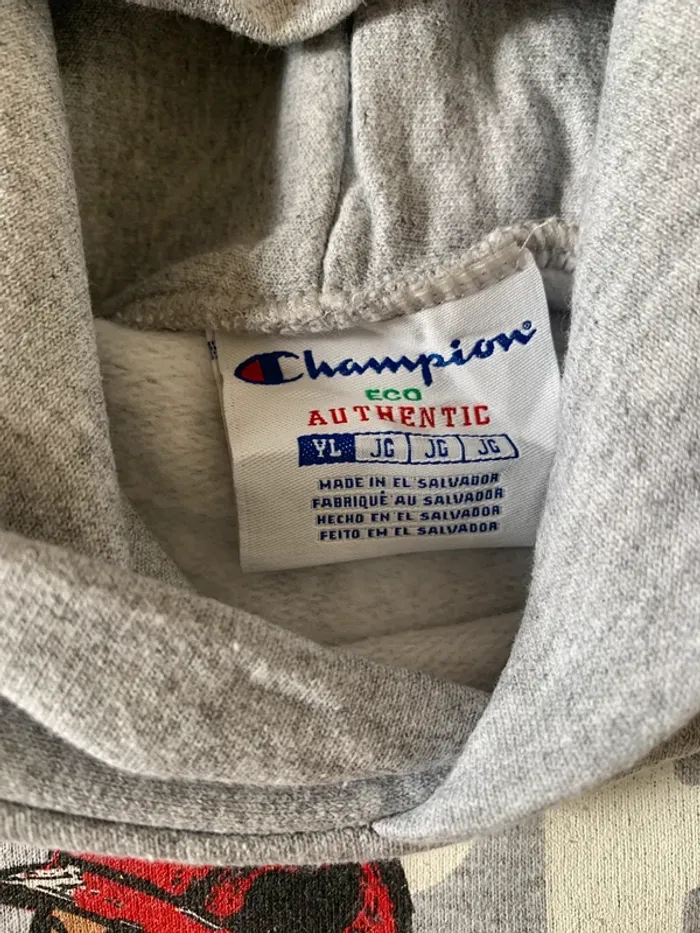 Champion®
ECO
AUTHENTIC
YL JG JG JG
MADE IN EL SALVADOR
FABRIQUÉ AU SALVADOR
HECHO EN EL SALVADOR
FEITO EM EL SALVADOR